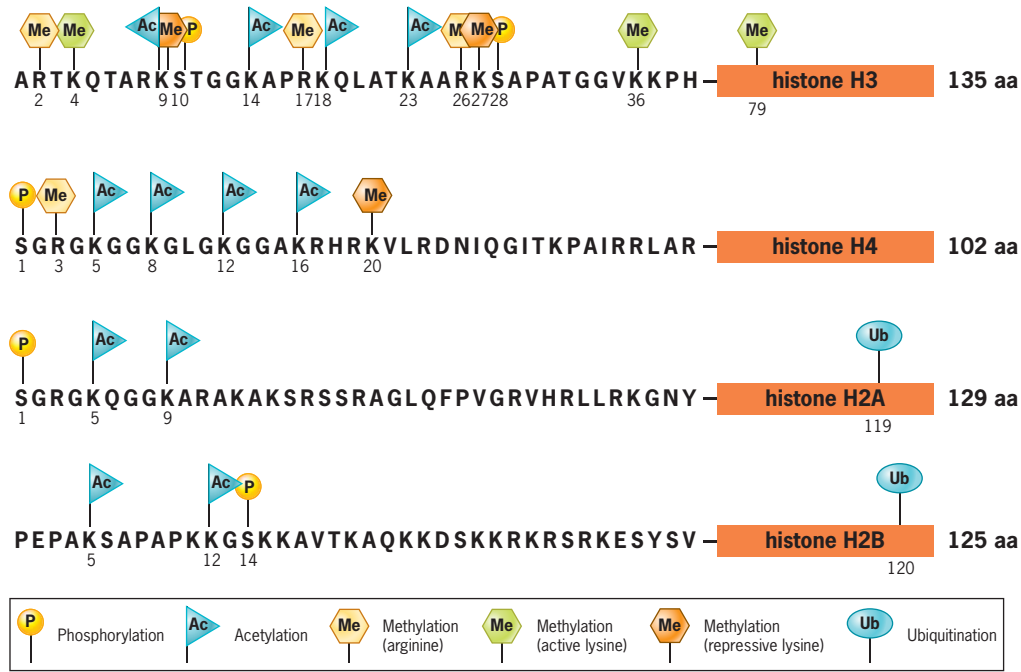 Me Me Ac Me P Ac Me Ac Ac M Me P Me Me
ARTKQTARKSTGGKAPRKQLATKAARKSAPATGGVKKPH histone H3 135 aa
2 4 9 10 14 17 18 23 26 27 28 36 79
P Me Ac Ac Ac Ac Me
SGRGKGGKGLGKGGAKRHRKVLRDNIQGITKPAIRRLAR histone H4 102 aa
1 3 5 8 12 16 20
P Ac Ac Ub
SGRGKQGGKARAKAKSRSSRAGLQFPVGRVHRLLRKGNY histone H2A 129 aa
1 5 9 119
Ac Ac P Ub
PEPAKSAPAPKKGSKKAVTKAQKKDSKKRKRSRKESYSV histone H2B 125 aa
5 12 14 120
P Phosphorylation
Ac Acetylation
Me Methylation
(arginine)
Me Methylation
(active lysine)
Me Methylation
(repressive lysine)
Ub Ubiquitination